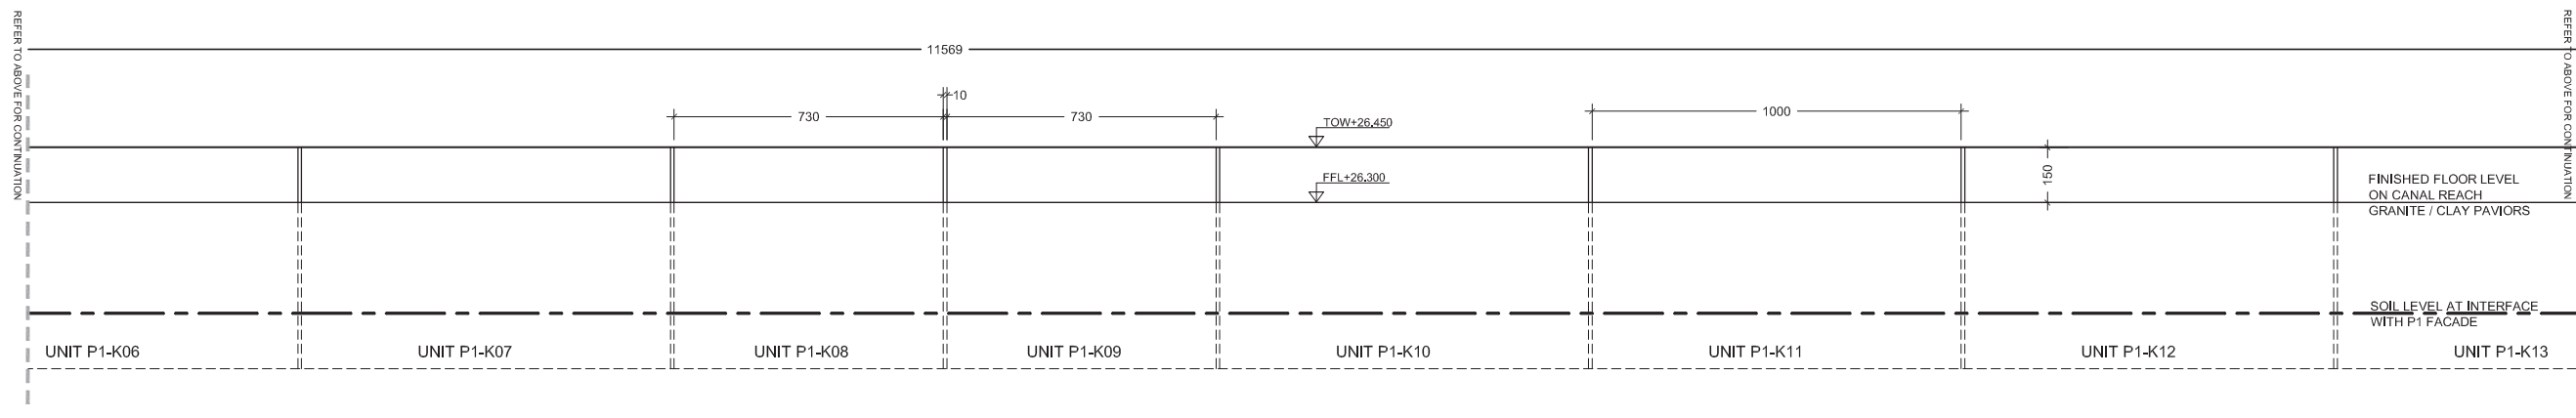 REFER TO ABOVE FOR CONTINUATION
11569
10
730
730
1000
TOW+26.450
FFL+26.300
150
FINISHED FLOOR LEVEL
ON CANAL REACH
GRANITE / CLAY PAVIORS
SOIL LEVEL AT INTERFACE
WITH P1 FACADE
UNIT P1-K06
UNIT P1-K07
UNIT P1-K08
UNIT P1-K09
UNIT P1-K10
UNIT P1-K11
UNIT P1-K12
UNIT P1-K13
REFER TO ABOVE FOR CONTINUATION